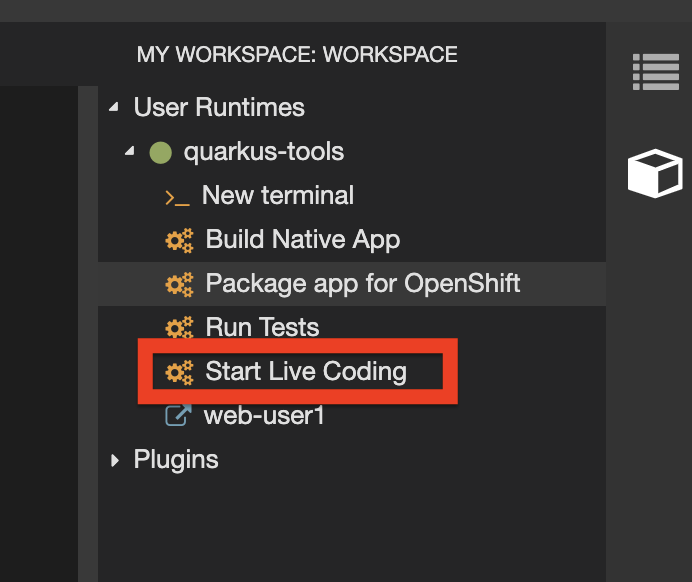 MY WORKSPACE: WORKSPACE
User Runtimes
quarkus-tools
>_ New terminal
Build Native App
Package app for OpenShift
Run Tests
Start Live Coding
web-user1
Plugins